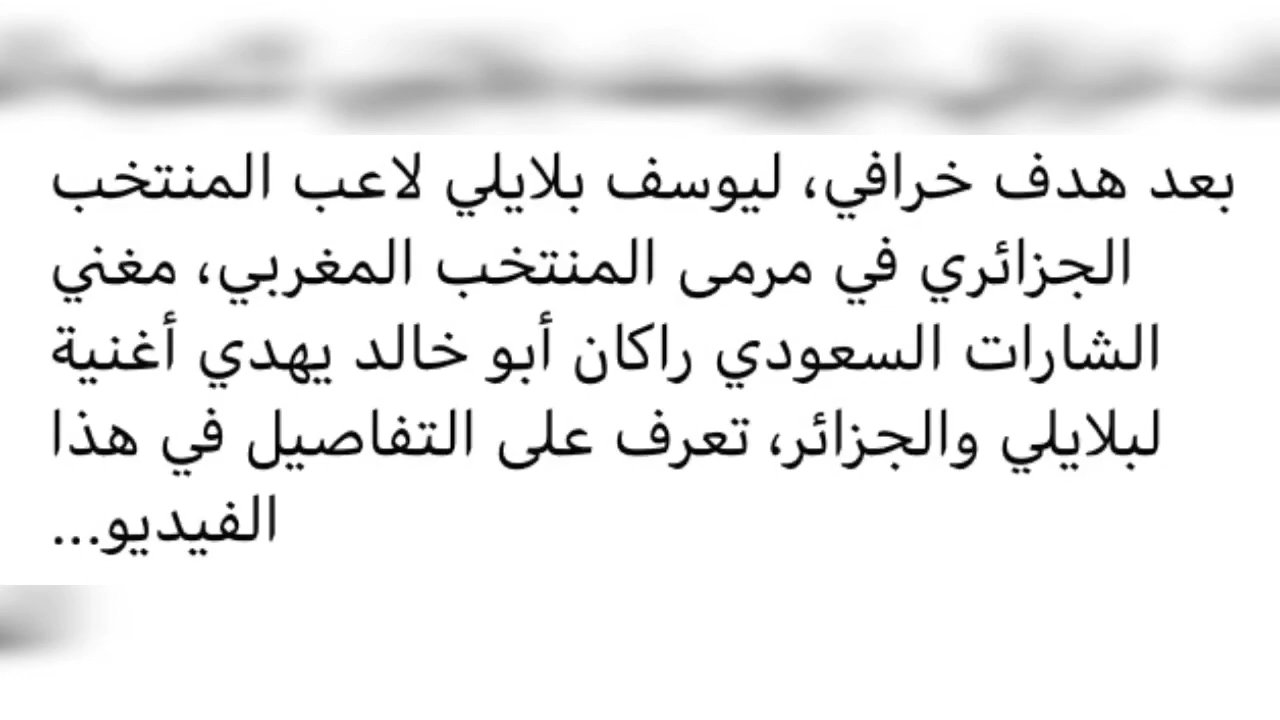 بعد هدف خرافي، ليوسف بلايلي لاعب المنتخب
الجزائري في مرمى المنتخب المغربي، مغني
الشارات السعودي راكان أبو خالد يهدي أغنية
لبلايلي والجزائر، تعرف على التفاصيل في هذا
الفيديو...